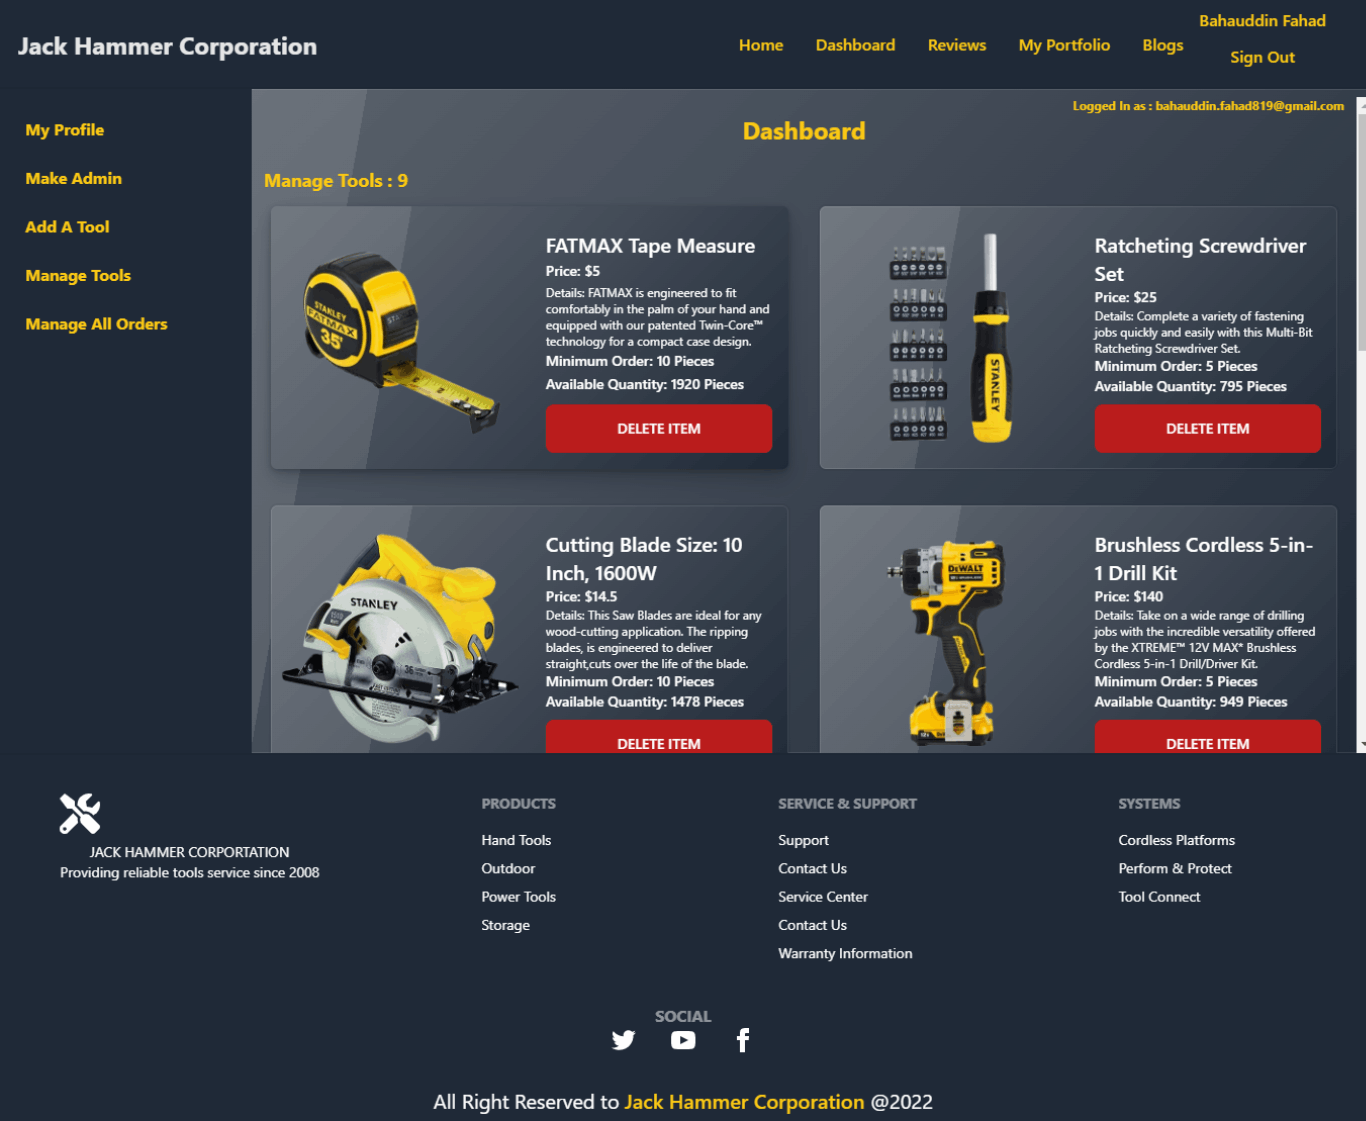 Jack Hammer Corporation
Home
Dashboard
Reviews
My Portfolio
Blogs
Bahauddin Fahad
Sign Out
My Profile
Make Admin
Add A Tool
Manage Tools
Manage All Orders
Logged In as : bahauddin.fahad819@gmail.com
Dashboard
Manage Tools : 9
STANLEY
FATMAX
35'
FATMAX Tape Measure
Price: $5
Details: FATMAX is engineered to fit
comfortably in the palm of your hand and
equipped with our patented Twin-Core™
technology for a compact case design.
Minimum Order: 10 Pieces
Available Quantity: 1920 Pieces
DELETE ITEM
STANLEY
Ratcheting Screwdriver
Set
Price: $25
Details: Complete a variety of fastening
jobs quickly and easily with this Multi-Bit
Ratcheting Screwdriver Set.
Minimum Order: 5 Pieces
Available Quantity: 795 Pieces
DELETE ITEM
STANLEY
Cutting Blade Size: 10
Inch, 1600W
Price: $14.5
Details: This Saw Blades are ideal for any
wood-cutting application. The ripping
blades, is engineered to deliver
straight,cuts over the life of the blade.
Minimum Order: 10 Pieces
Available Quantity: 1478 Pieces
DELETE ITEM
DEWALT
Brushless Cordless 5-in-
1 Drill Kit
Price: $140
Details: Take on a wide range of drilling
jobs with the incredible versatility offered
by the XTREME™ 12V MAX* Brushless
Cordless 5-in-1 Drill/Driver Kit.
Minimum Order: 5 Pieces
Available Quantity: 949 Pieces
DELETE ITEM
JACK HAMMER CORPORTATION
Providing reliable tools service since 2008
PRODUCTS
Hand Tools
Outdoor
Power Tools
Storage
SERVICE & SUPPORT
Support
Contact Us
Service Center
Contact Us
Warranty Information
SYSTEMS
Cordless Platforms
Perform & Protect
Tool Connect
SOCIAL
All Right Reserved to Jack Hammer Corporation @2022